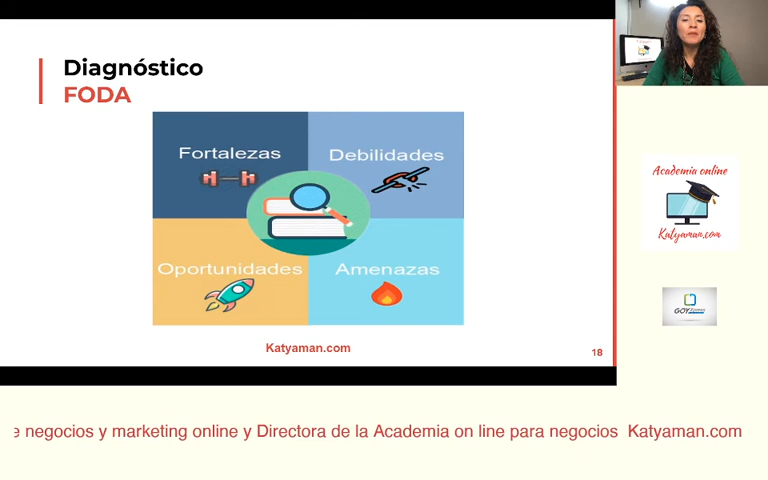 Diagnóstico
FODA
Fortalezas
Debilidades
Oportunidades
Amenazas
Katyaman.com
18
Academia online
Katyaman.com
e negocios y marketing online y Directora de la Academia on line para negocios Katyaman.com